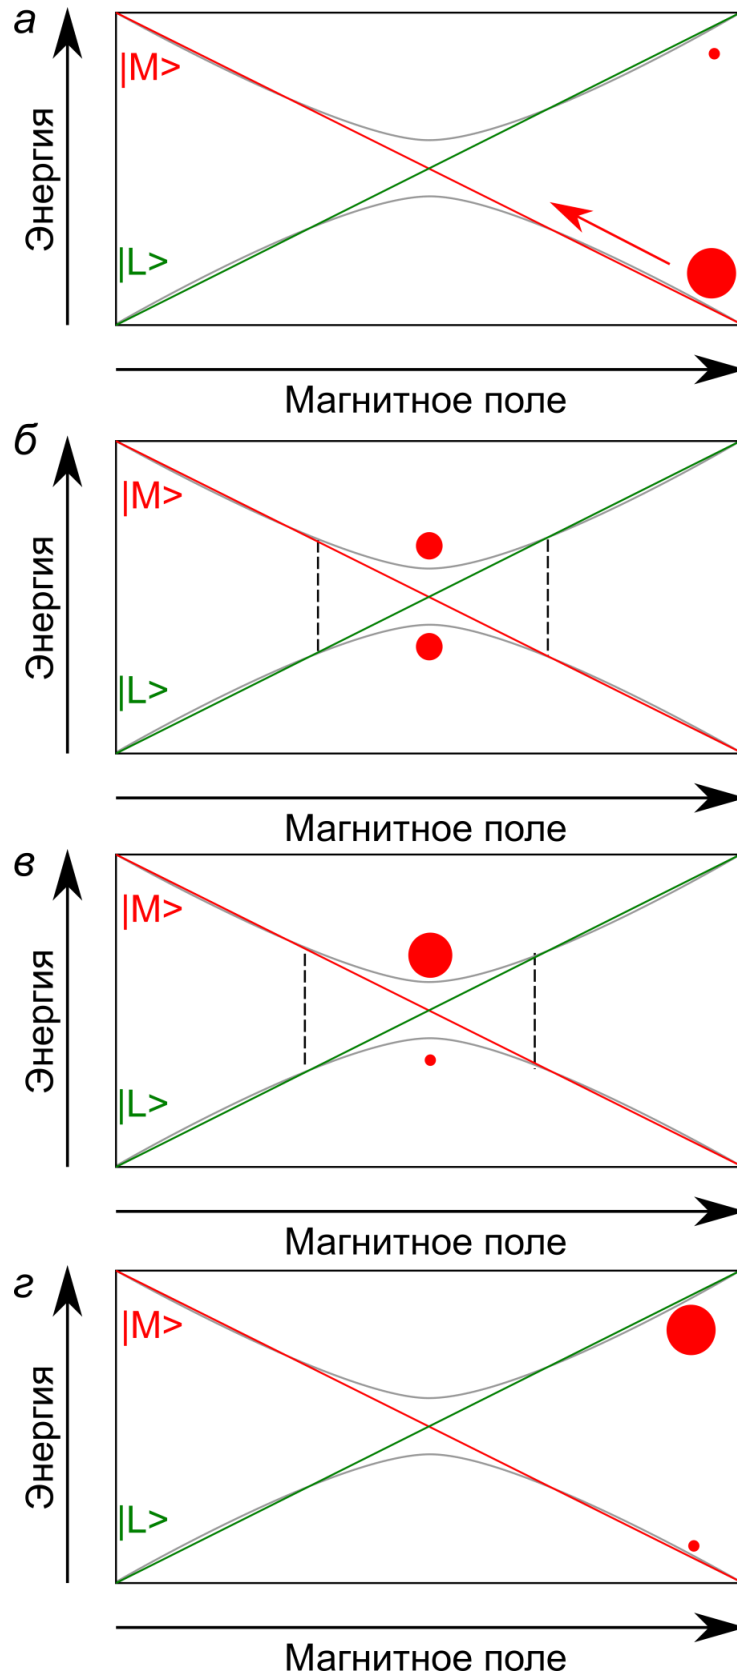 а
|M>
Энергия
|L>
Магнитное поле
б
|M>
Энергия
|L>
Магнитное поле
в
|M>
Энергия
|L>
Магнитное поле
г
|M>
Энергия
|L>
Магнитное поле